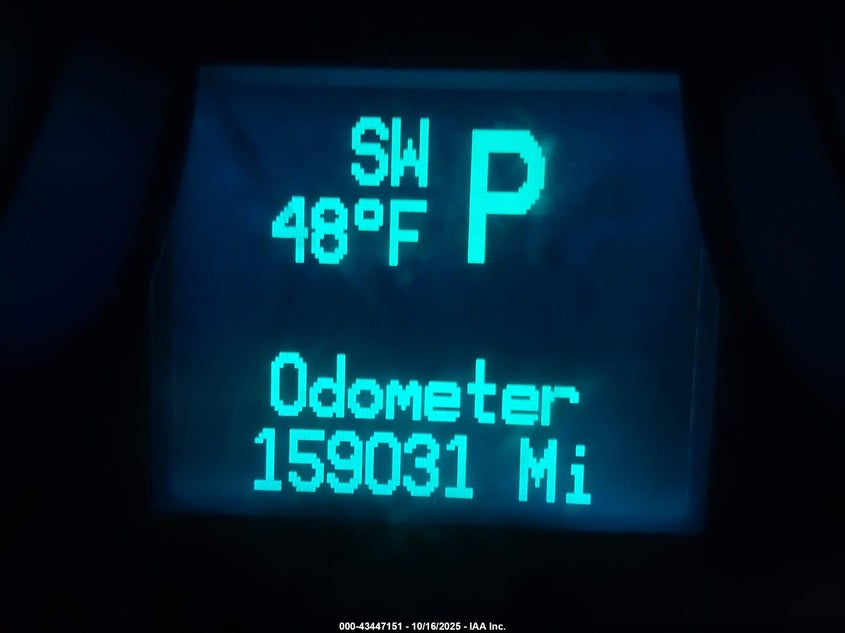 SW P
48°F
Odometer
159031 Mi
000-43447151 - 10/16/2025 - IAA Inc.